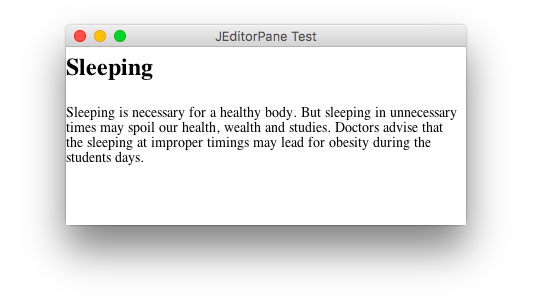 JEditorPane Test
Sleeping
Sleeping is necessary for a healthy body. But sleeping in unnecessary
times may spoil our health, wealth and studies. Doctors advise that
the sleeping at improper timings may lead for obesity during the
students days.